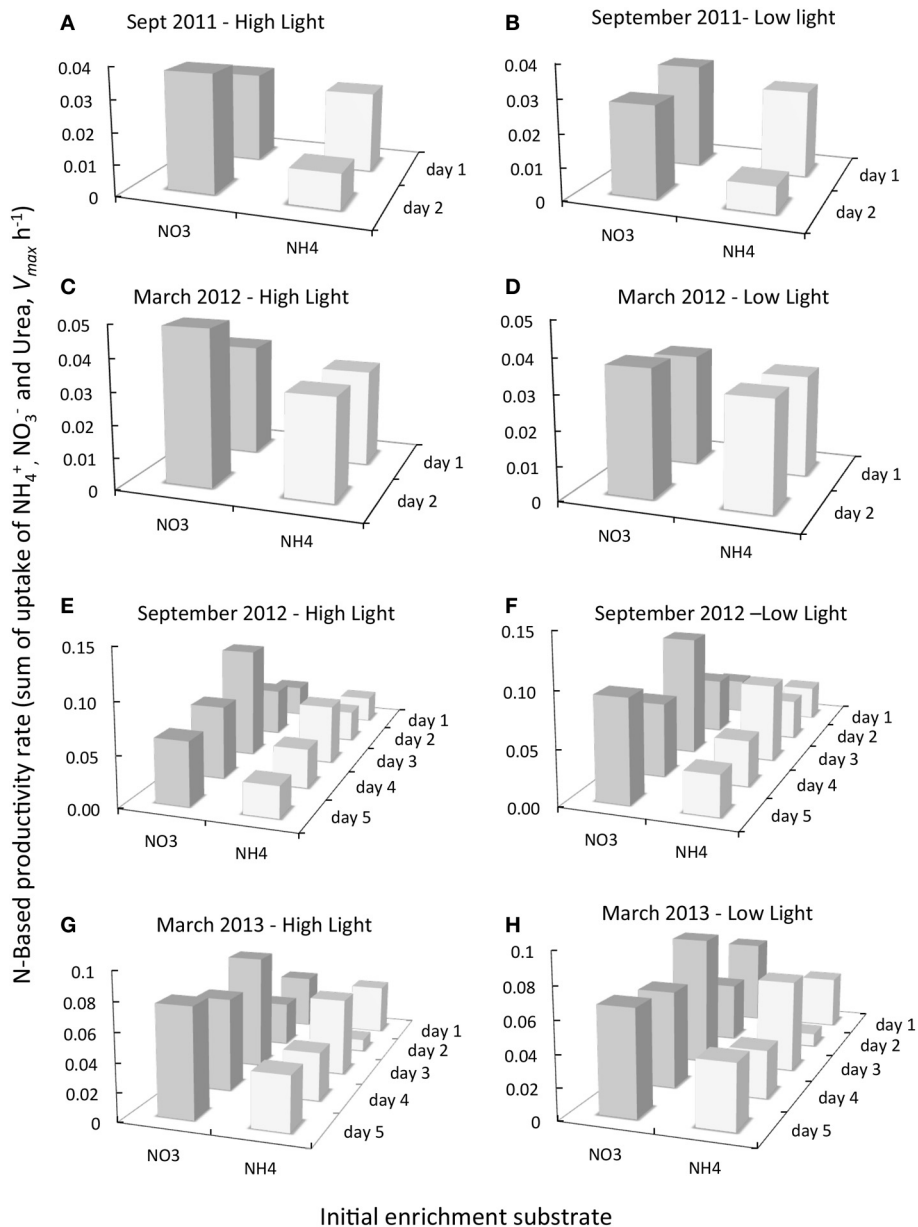 N-Based productivity rate (sum of uptake of NH₄⁺, NO₃⁻ and Urea, Vmax h⁻¹)
A
Sept 2011 - High Light
0.04
0.03
0.02
0.01
0
NO3
NH4
day 1
day 2
B
September 2011- Low light
0.04
0.03
0.02
0.01
0
NO3
NH4
day 1
day 2
C
March 2012 - High Light
0.05
0.04
0.03
0.02
0.01
0
NO3
NH4
day 1
day 2
D
March 2012 - Low Light
0.05
0.04
0.03
0.02
0.01
0
NO3
NH4
day 1
day 2
E
September 2012 - High Light
0.15
0.10
0.05
0.00
NO3
NH4
day 1
day 2
day 3
day 4
day 5
F
September 2012 –Low Light
0.15
0.10
0.05
0.00
NO3
NH4
day 1
day 2
day 3
day 4
day 5
G
March 2013 - High Light
0.1
0.08
0.06
0.04
0.02
0
NO3
NH4
day 1
day 2
day 3
day 4
day 5
H
March 2013 - Low Light
0.1
0.08
0.06
0.04
0.02
0
NO3
NH4
day 1
day 2
day 3
day 4
day 5
Initial enrichment substrate